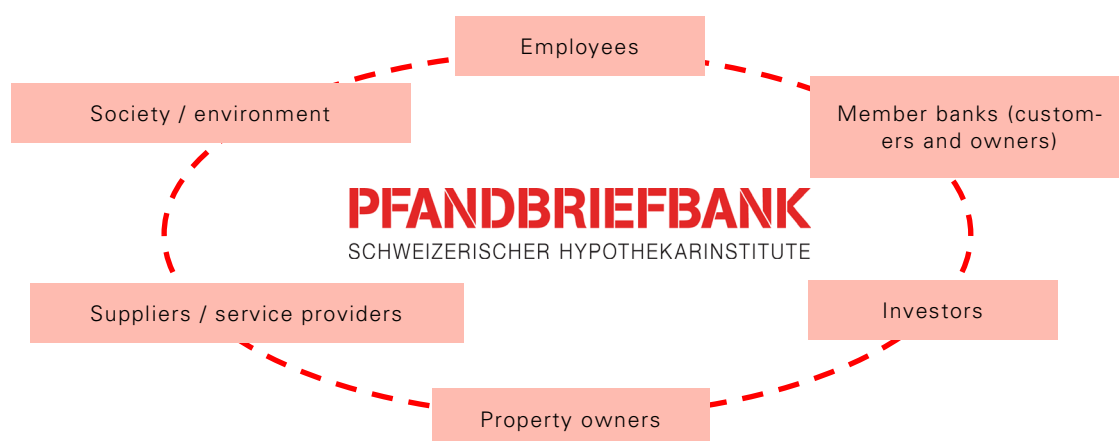 Employees
Society / environment
Member banks (custom-
ers and owners)
PFANDBRIEFBANK
SCHWEIZERISCHER HYPOTHEKARINSTITUTE
Suppliers / service providers
Investors
Property owners